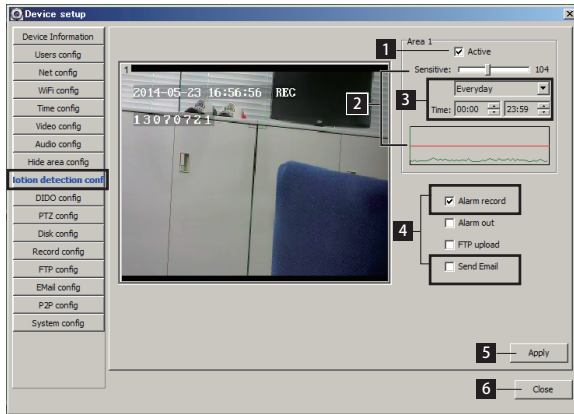 Device setup
Device Information
Users config
Net config
WiFi config
Time config
Video config
Audio config
Hide area config
lotion detection conf
DIDO config
PTZ config
Disk config
Record config
FTP config
EMail config
P2P config
System config
1
2014-05-23 16:56:56 REC
13070721
Area 1
1
Active
Sensitive:
104
2
3
Everyday
Time: 00:00 23:59
4
Alarm record
Alarm out
FTP upload
Send Email
5
Apply
6
Close